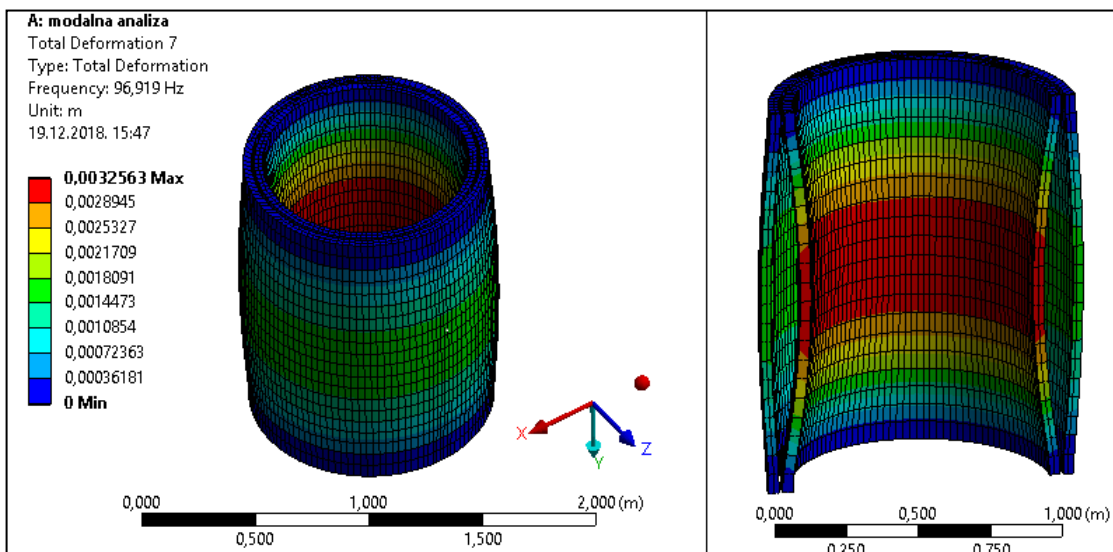 A: modalna analiza
Total Deformation 7
Type: Total Deformation
Frequency: 96,919 Hz
Unit: m
19.12.2018. 15:47
0,0032563 Max
0,0028945
0,0025327
0,0021709
0,0018091
0,0014473
0,0010854
0,00072363
0,00036181
0 Min
X
Y
Z
0,000 1,000 2,000 (m)
0,500 1,500
0,000 0,500 1,000 (m)
0,250 0,750